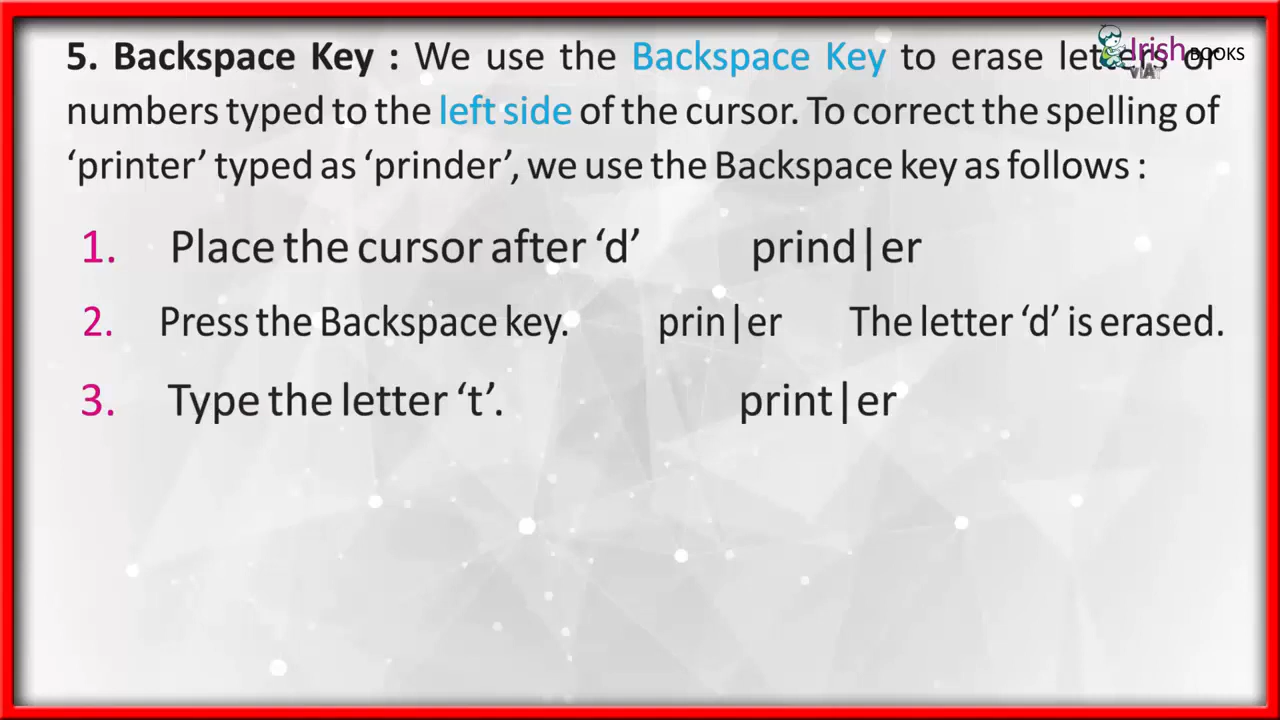 5. Backspace Key : We use the Backspace Key to erase letters or
numbers typed to the left side of the cursor. To correct the spelling of
‘printer’ typed as ‘prinder’, we use the Backspace key as follows :
1. Place the cursor after ‘d’ prind|er
2. Press the Backspace key. prin|er The letter ‘d’ is erased.
3. Type the letter ‘t’. print|er
Irish BOOKS